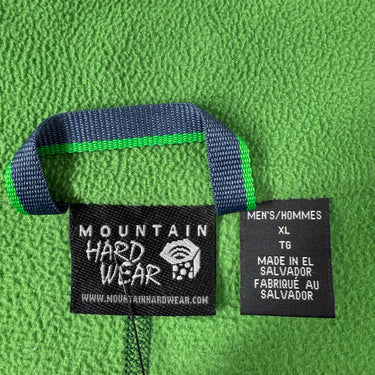 MOUNTAIN
HARD
WEAR
WWW.MOUNTAINHARDWEAR.COM
MEN'S/HOMMES
XL
TG
MADE IN EL
SALVADOR
FABRIQUÉ AU
SALVADOR